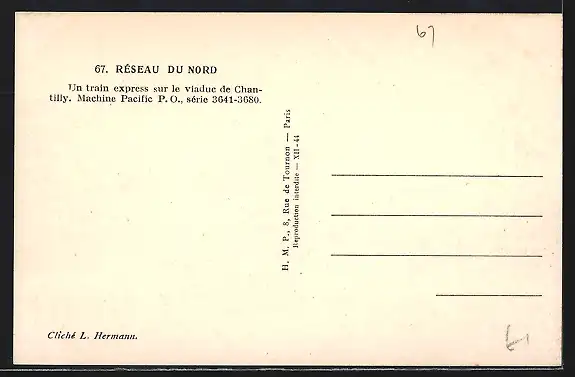 67
67. RÉSEAU DU NORD
Un train express sur le viaduc de Chan-
tilly. Machine Pacific P. O., série 3641-3680.
H. M. P., 8, Rue de Tournon — Paris
Reproduction interdite — XII-44
Cliché L. Hermann.